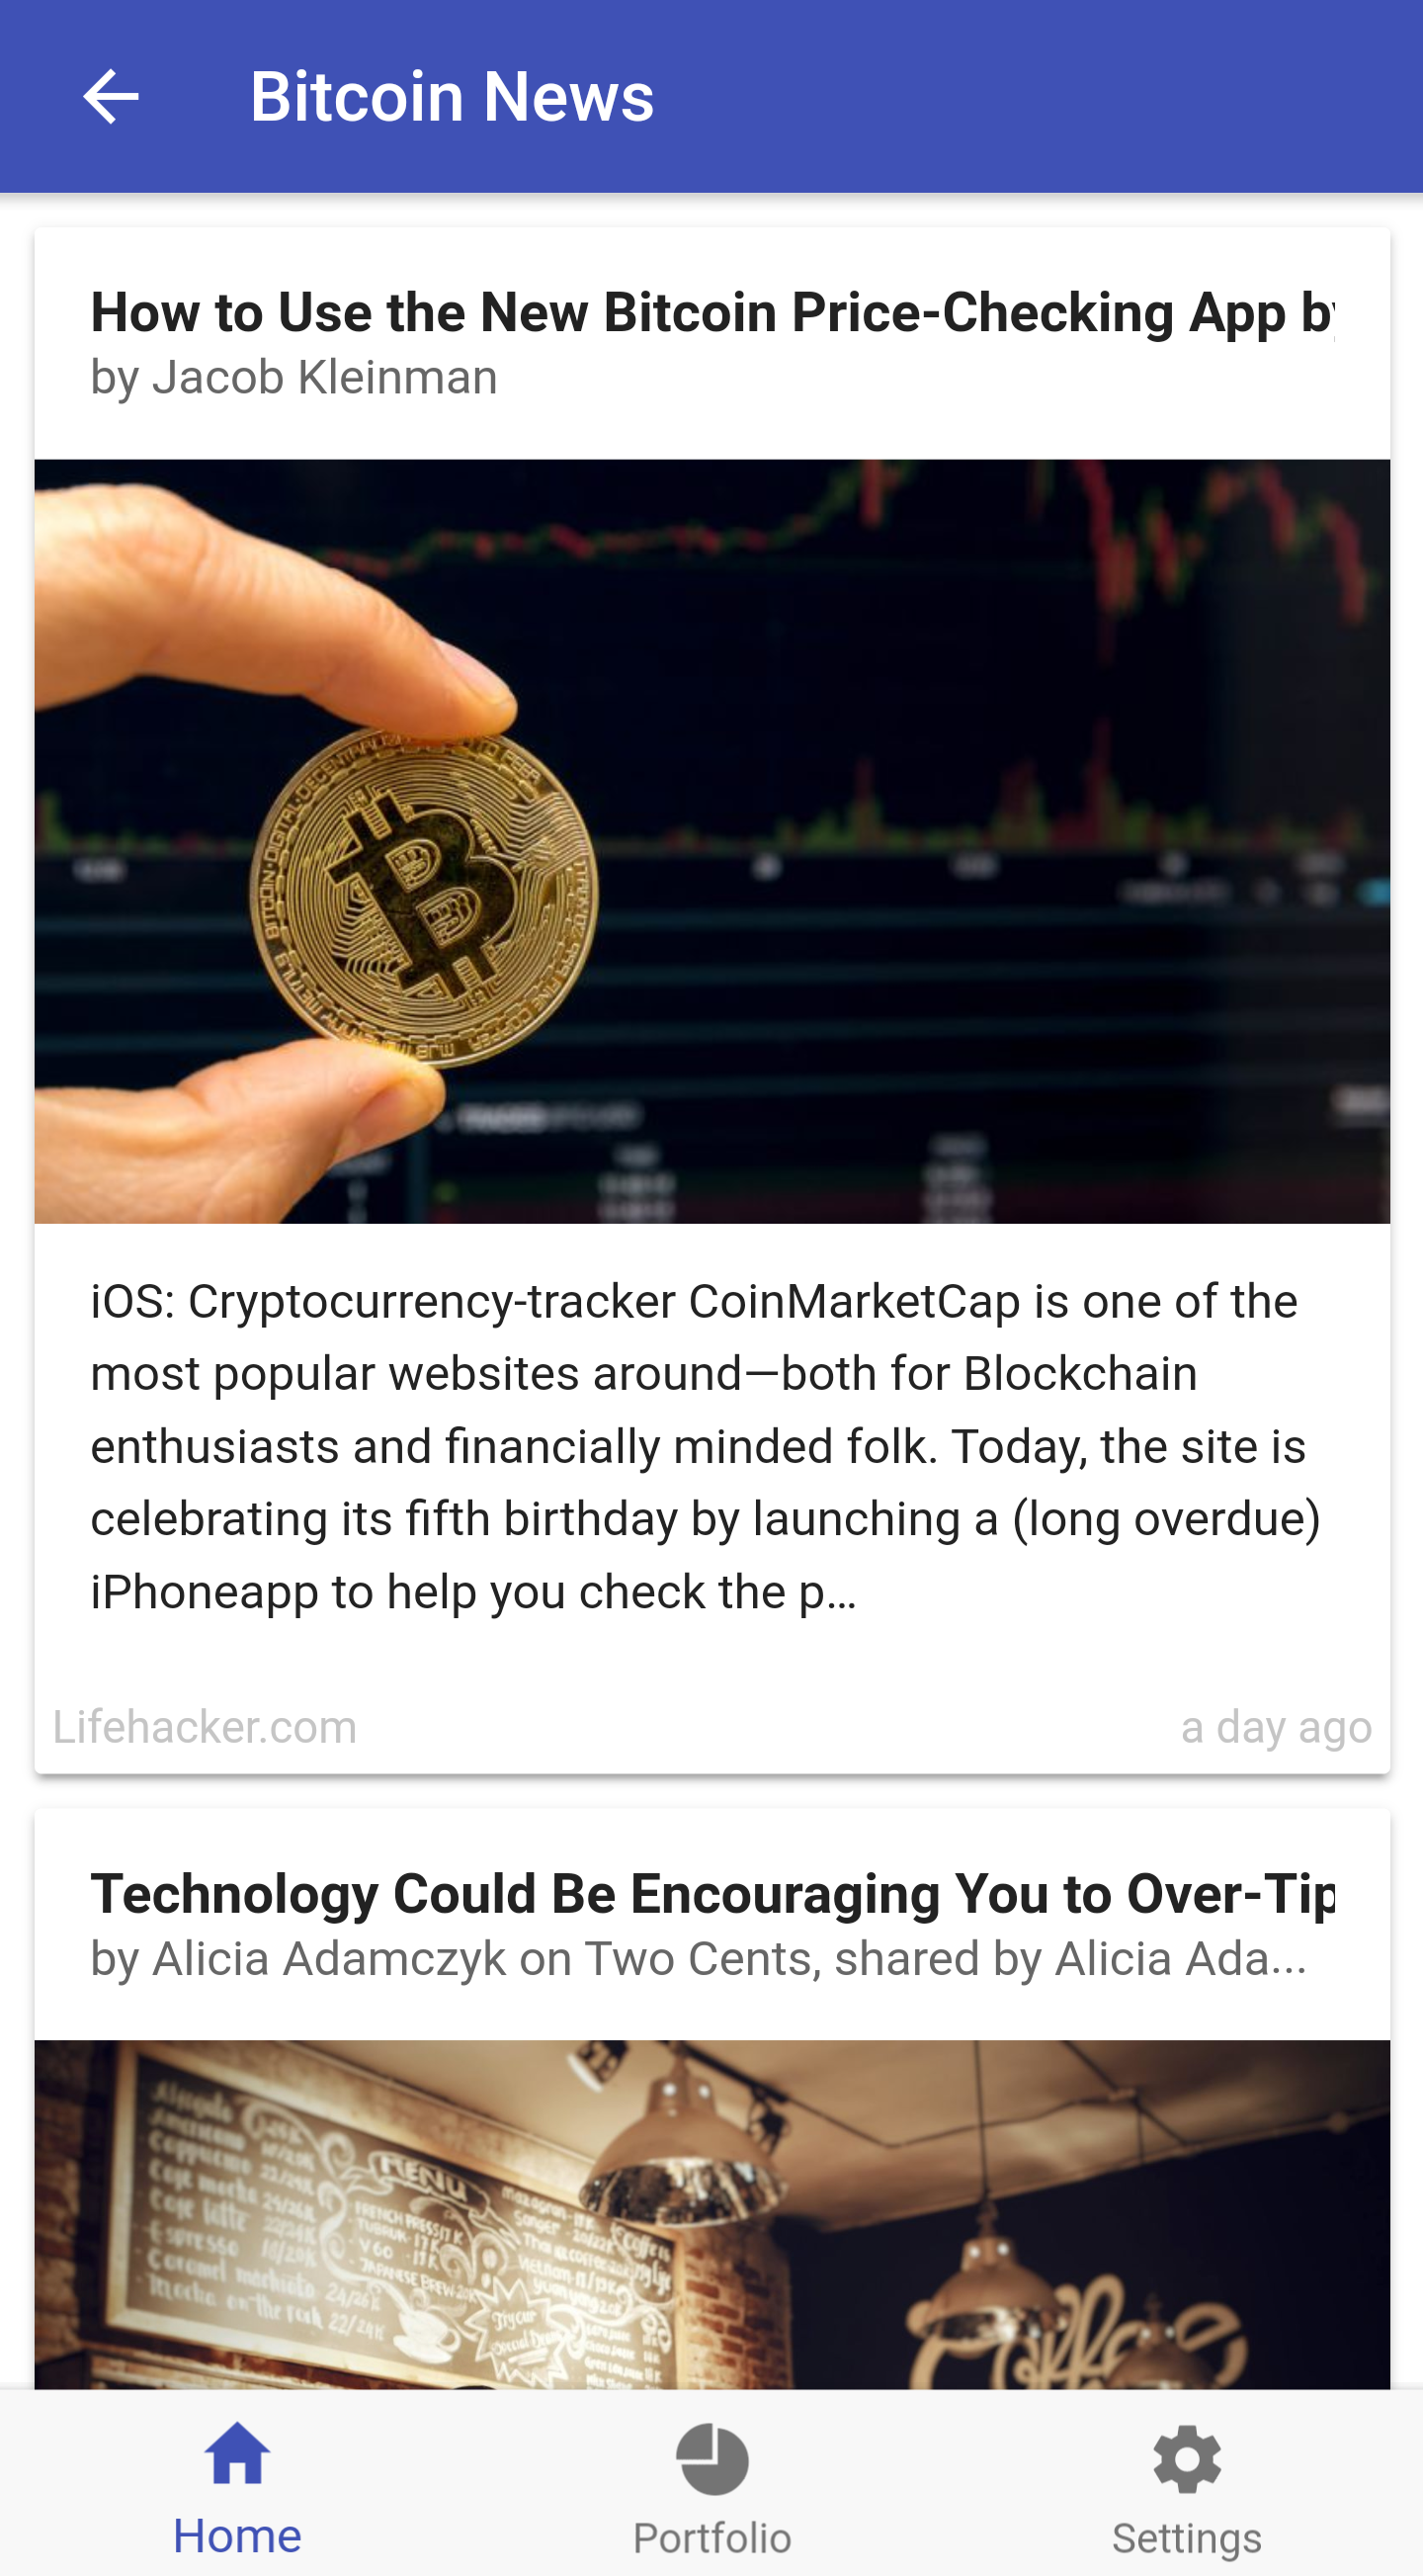 Bitcoin News
How to Use the New Bitcoin Price-Checking App by
by Jacob Kleinman
iOS: Cryptocurrency-tracker CoinMarketCap is one of the
most popular websites around—both for Blockchain
enthusiasts and financially minded folk. Today, the site is
celebrating its fifth birthday by launching a (long overdue)
iPhoneapp to help you check the p…
Lifehacker.com
a day ago
Technology Could Be Encouraging You to Over-Tip
by Alicia Adamczyk on Two Cents, shared by Alicia Ada...
MENU
Home
Portfolio
Settings